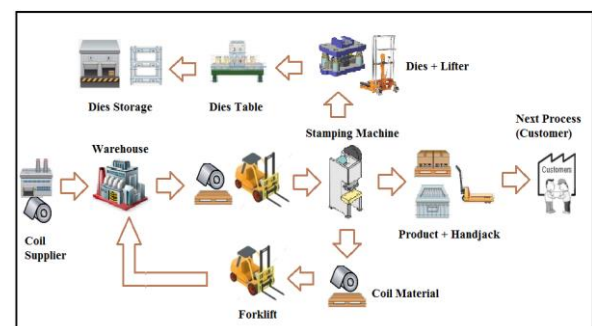 Dies + Lifter
Dies Storage
Dies Table
Next Process
(Customer)
Stamping Machine
Warehouse
Customers
Coil
Supplier
Product + Handjack
Coil Material
Forklift